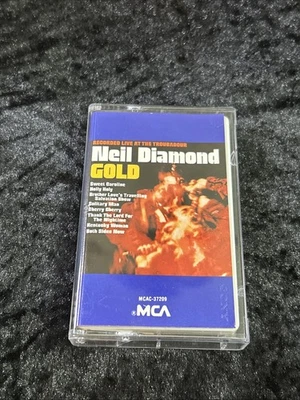 RECORDED LIVE AT THE TROUBADOUR
Neil Diamond
GOLD
Sweet Caroline
Holly Holy
Brother Love's Travelling
Salvation Show
Solitary Man
Cherry Cherry
Thank The Lord For
The Nighttime
Kentucky Woman
Both Sides Now
MCAC-37209
MCA